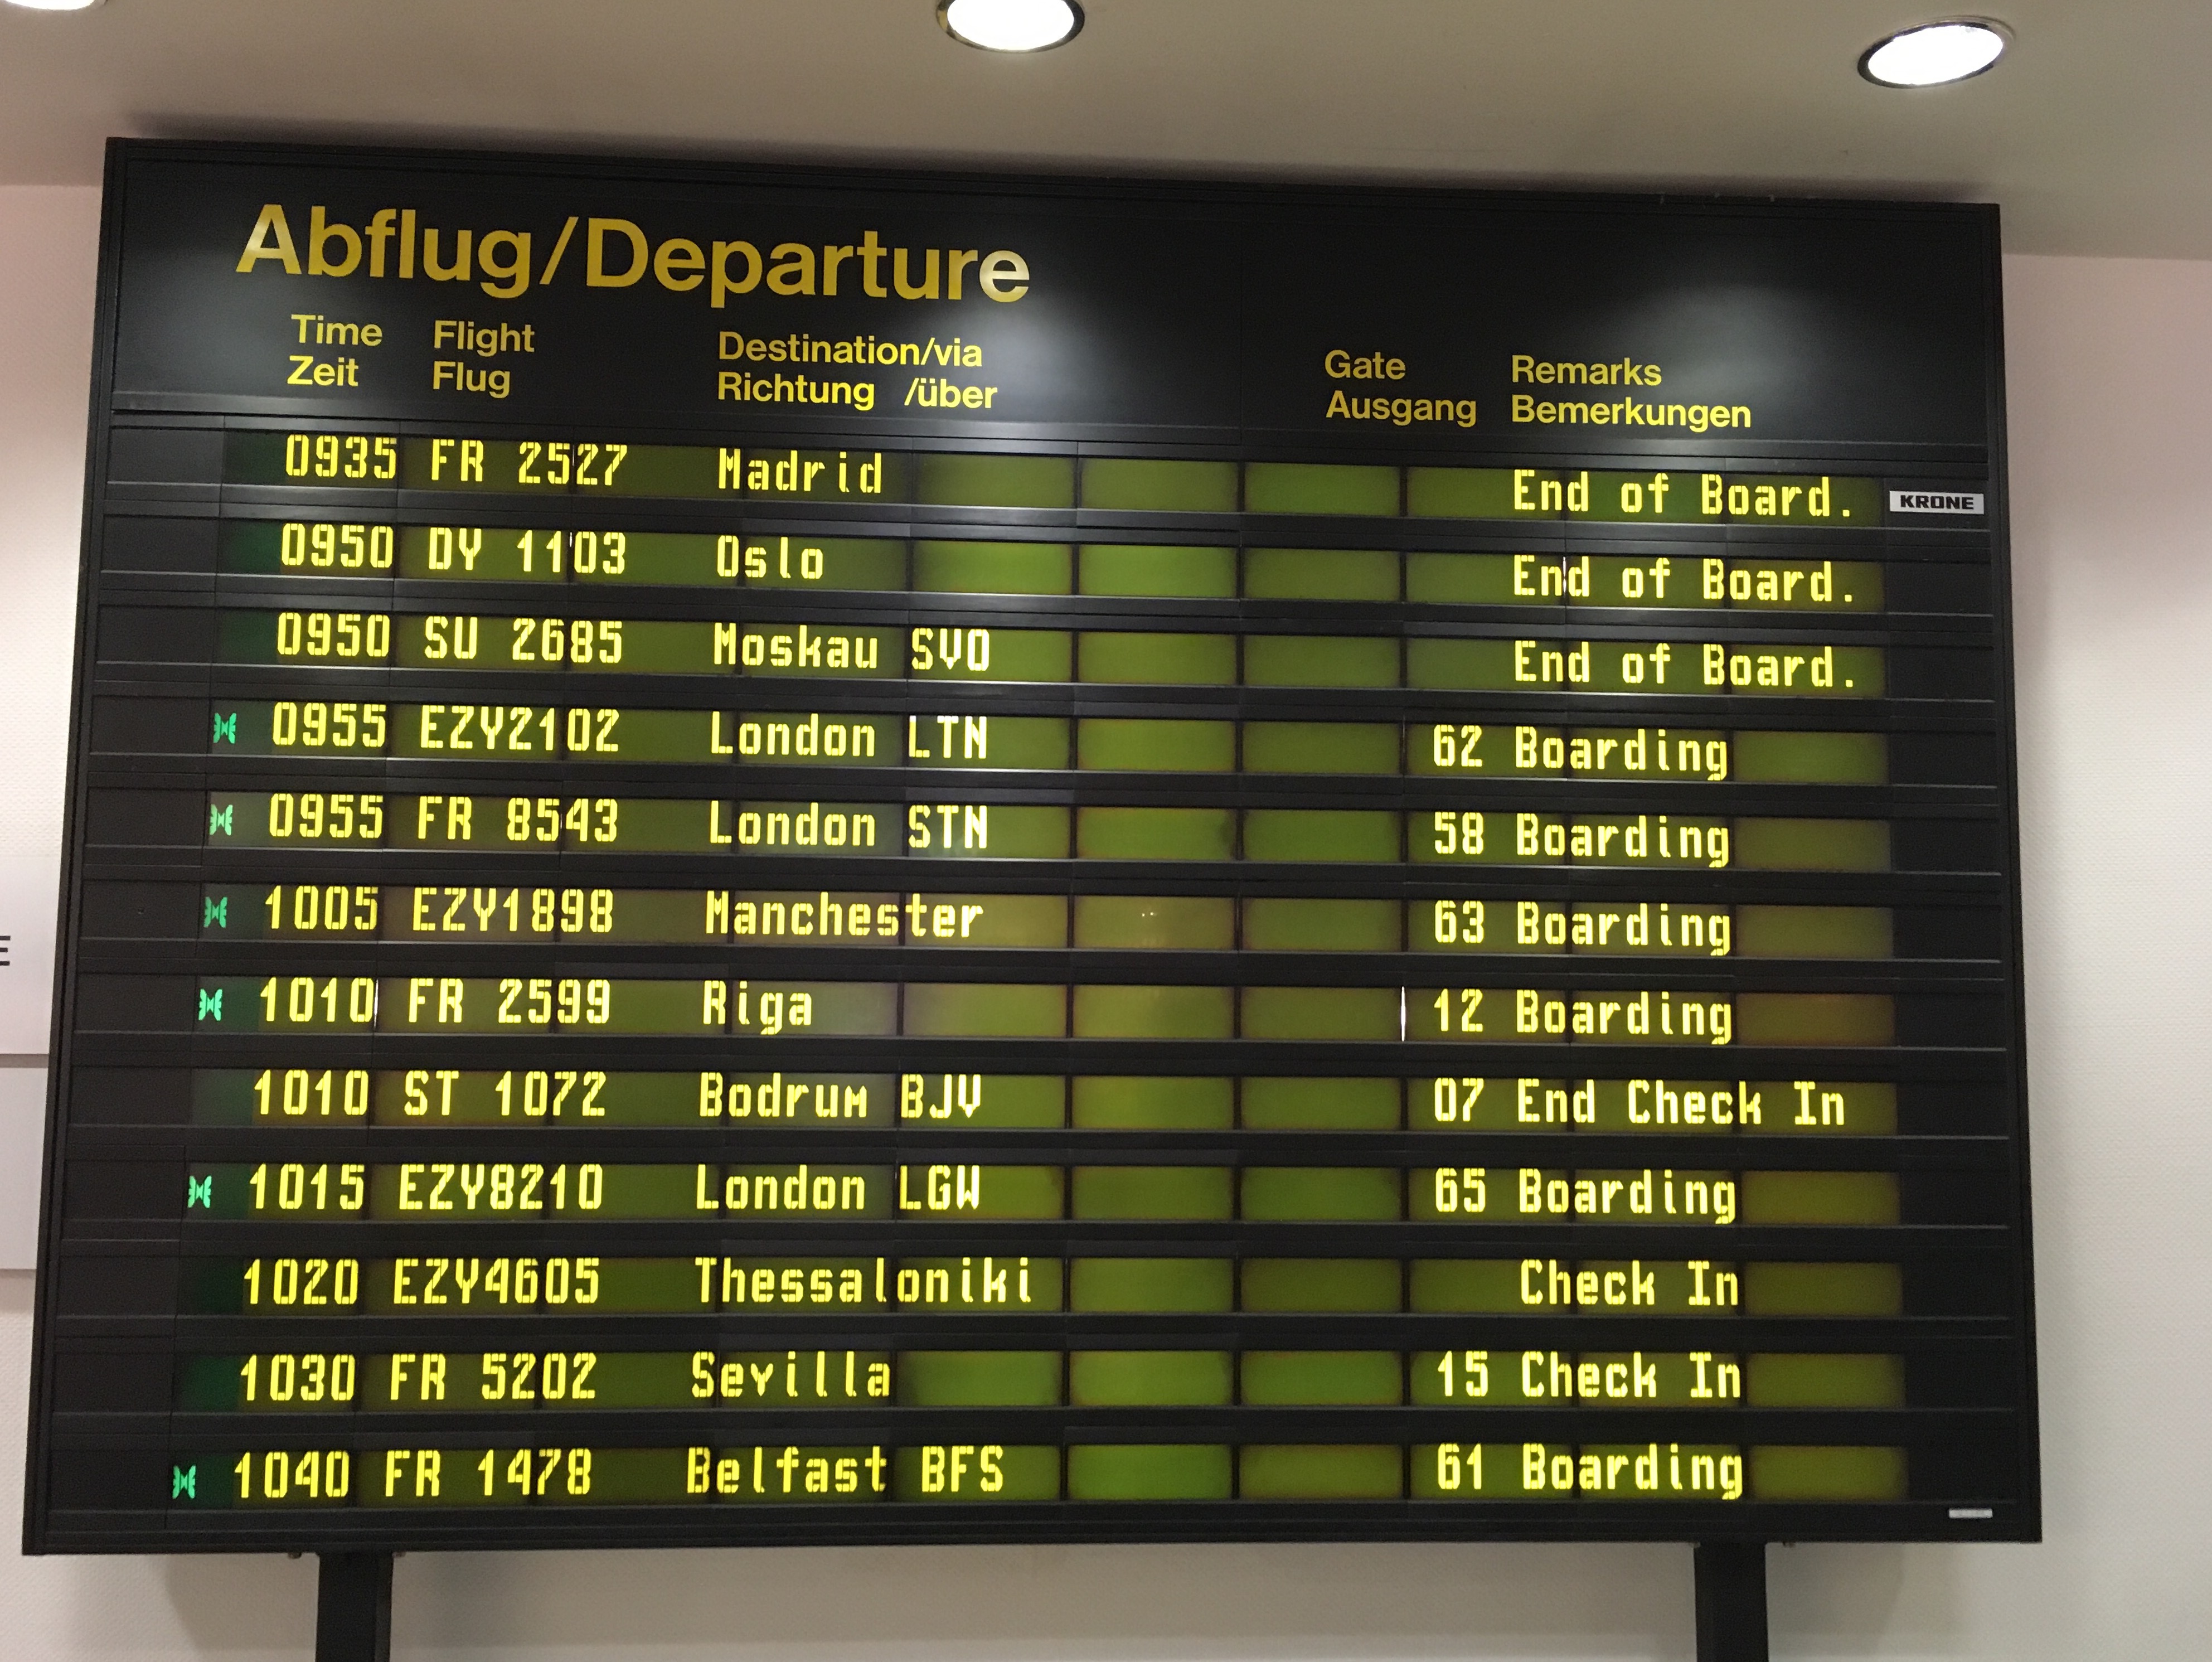 Abflug/Departure
Time Flight Destination/via Gate Remarks
Zeit Flug Richtung /über Ausgang Bemerkungen
0935 FR 2527 Madrid End of Board.
KRONE
0950 DY 1103 Oslo End of Board.
0950 SU 2685 Moskau SVO End of Board.
0955 EZY2102 London LTN 62 Boarding
0955 FR 8543 London STN 58 Boarding
1005 EZY1898 Manchester 63 Boarding
E
1010 FR 2599 Riga 12 Boarding
1010 ST 1072 Bodrum BJV 07 End Check In
1015 EZY8210 London LGW 65 Boarding
1020 EZY4605 Thessaloniki Check In
1030 FR 5202 Sevilla 15 Check In
1040 FR 1478 Belfast BFS 61 Boarding